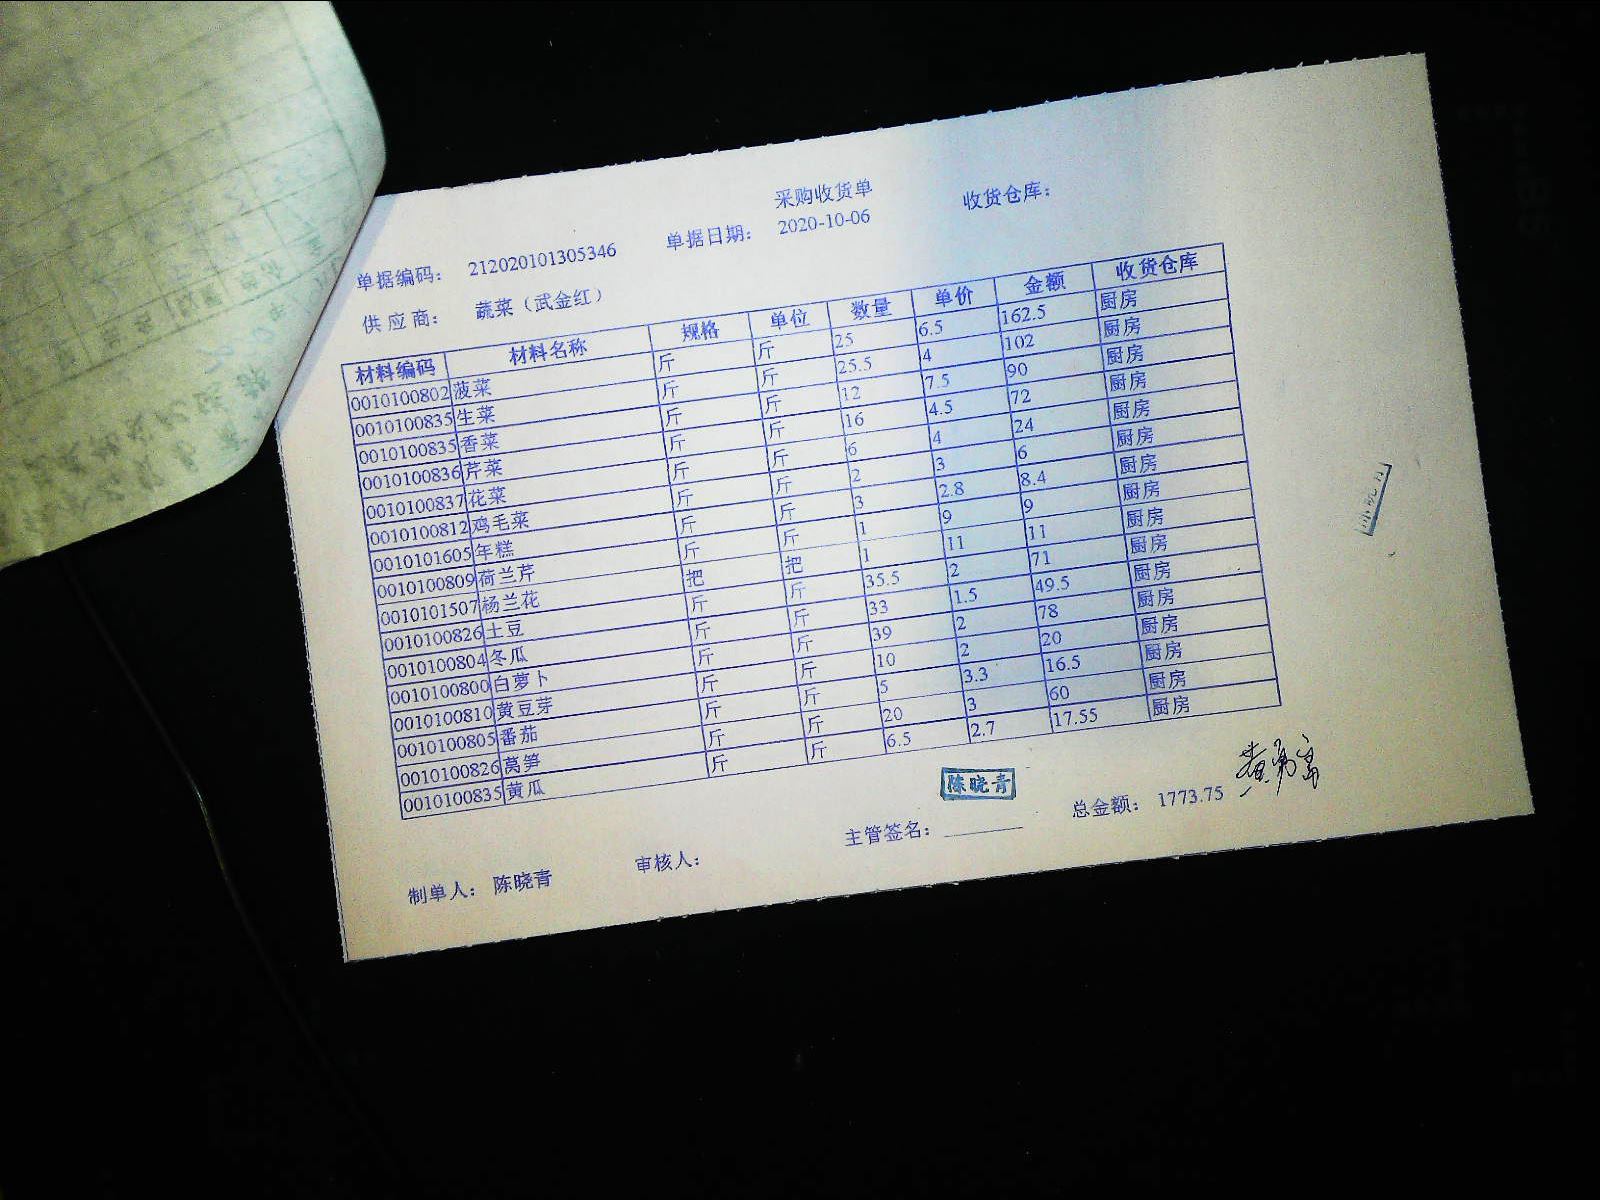 采购收货单
单据编码: 212020101305346 单据日期: 2020-10-06 收货仓库:
供应商: 蔬菜（武金红）
材料编码 材料名称 规格 单位 数量 单价 金额 收货仓库
0010100802 菠菜 斤 斤 25 6.5 162.5 厨房
0010100835 生菜 斤 斤 25.5 4 102 厨房
0010100835 香菜 斤 斤 12 7.5 90 厨房
0010100836 芹菜 斤 斤 16 4.5 72 厨房
0010100837 花菜 斤 斤 6 4 24 厨房
0010100812 鸡毛菜 斤 斤 2 3 6 厨房
0010101605 年糕 斤 斤 3 2.8 8.4 厨房
0010100809 荷兰芹 斤 斤 1 9 9 厨房
0010101507 杨兰花 把 把 1 11 11 厨房
0010100826 土豆 斤 斤 35.5 2 71 厨房
0010100804 冬瓜 斤 斤 33 1.5 49.5 厨房
0010100800 白萝卜 斤 斤 39 2 78 厨房
0010100810 黄豆芽 斤 斤 10 2 20 厨房
0010100805 番茄 斤 斤 5 3.3 16.5 厨房
0010100826 莴笋 斤 斤 20 3 60 厨房
0010100835 黄瓜 斤 斤 6.5 2.7 17.55 厨房
陈晓青
制单人: 陈晓青 审核人: 主管签名: 总金额: 1773.75